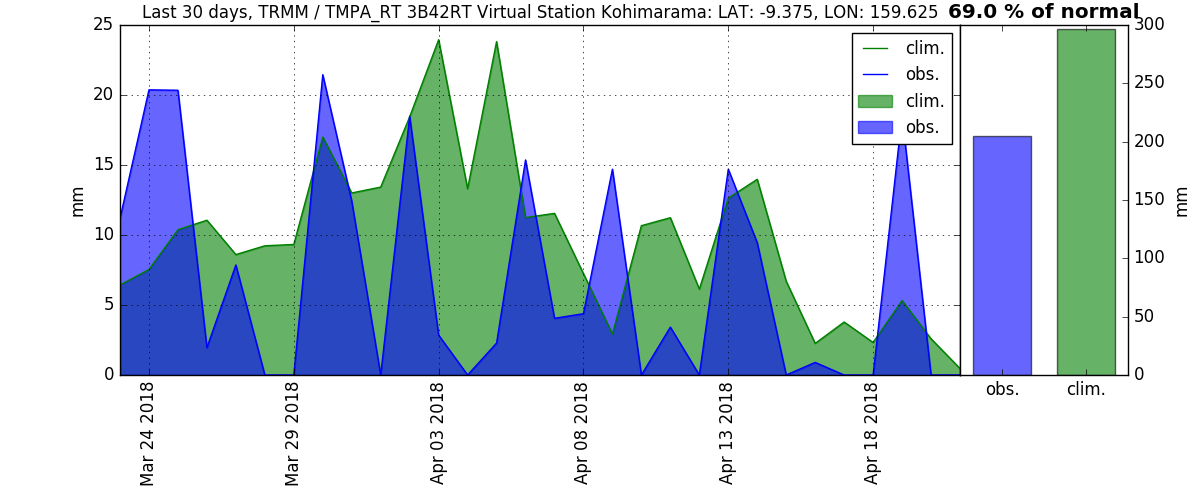 Last 30 days, TRMM / TMPA_RT 3B42RT Virtual Station Kohimarama: LAT: -9.375, LON: 159.625 69.0 % of normal
25
20
15
10
5
0
mm
clim.
obs.
clim.
obs.
300
250
200
150
100
50
0
mm
obs.
clim.
Mar 24 2018
Mar 29 2018
Apr 03 2018
Apr 08 2018
Apr 13 2018
Apr 18 2018